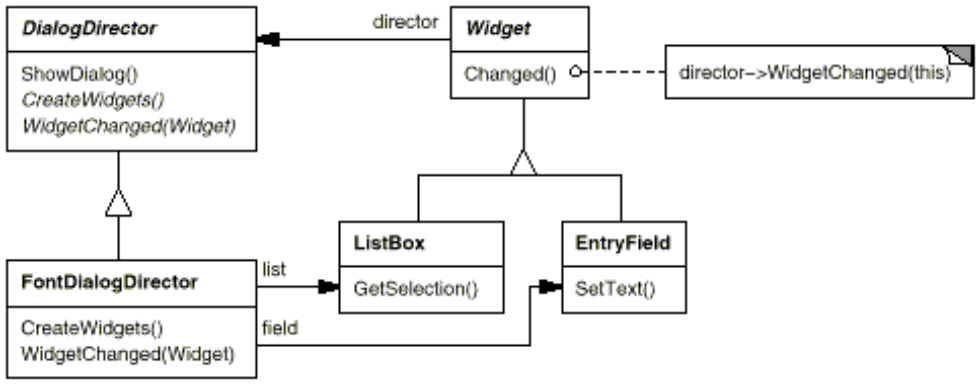 DialogDirector
ShowDialog()
CreateWidgets()
WidgetChanged(Widget)
director
Widget
Changed()
director->WidgetChanged(this)
ListBox
GetSelection()
EntryField
SetText()
FontDialogDirector
CreateWidgets()
WidgetChanged(Widget)
list
field